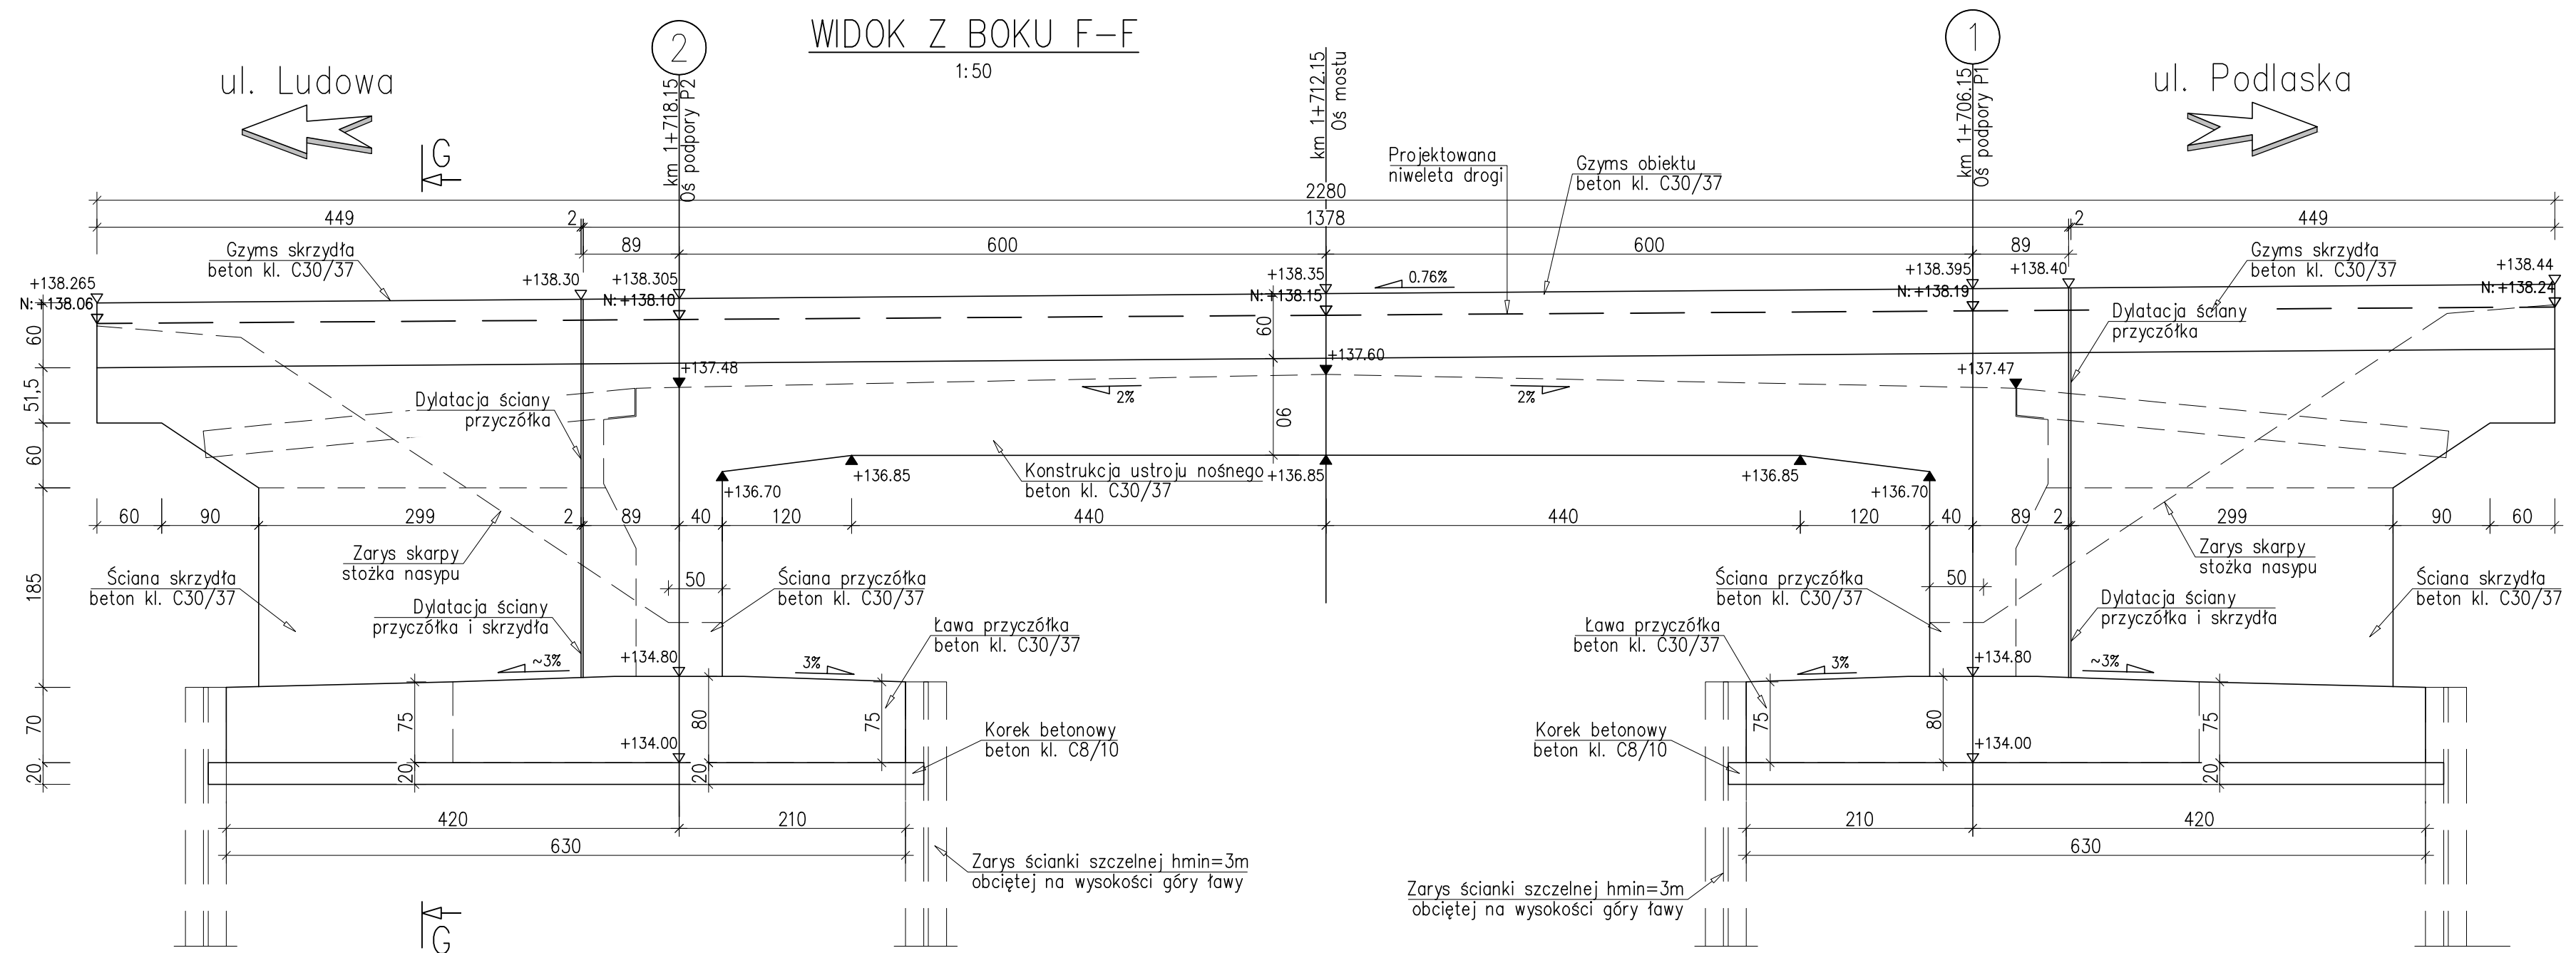 WIDOK Z BOKU F-F
1:50
ul. Ludowa
ul. Podlaska
2
km 1+718.15
Oś podpory P2
km 1+712.15
Oś mostu
1
km 1+706.15
Oś podpory P1
G
Projektowana
niweleta drogi
Gzyms obiektu
beton kl. C30/37
2280
449
2
1378
2
449
89
600
600
89
Gzyms skrzydła
beton kl. C30/37
Gzyms skrzydła
beton kl. C30/37
+138.265
+138.30
+138.305
+138.35
0.76%
+138.395
+138.40
+138.44
N: +138.06
N: +138.10
N: +138.15
N: +138.19
N: +138.24
60
60
Dylatacja ściany
przyczółka
+137.48
+137.60
+137.47
51,5
Dylatacja ściany
przyczółka
2%
2%
90
60
Konstrukcja ustroju nośnego
beton kl. C30/37
+136.70
+136.85
+136.85
+136.85
+136.70
60
90
299
2
89
40
120
440
440
120
40
89
2
299
90
60
Zarys skarpy
stożka nasypu
Zarys skarpy
stożka nasypu
185
Ściana skrzydła
beton kl. C30/37
50
Ściana przyczółka
beton kl. C30/37
Ściana przyczółka
beton kl. C30/37
50
Ściana skrzydła
beton kl. C30/37
Dylatacja ściany
przyczółka i skrzydła
Dylatacja ściany
przyczółka i skrzydła
Ława przyczółka
beton kl. C30/37
Ława przyczółka
beton kl. C30/37
~3%
+134.80
3%
3%
+134.80
~3%
70
75
80
75
75
80
75
+134.00
+134.00
Korek betonowy
beton kl. C8/10
Korek betonowy
beton kl. C8/10
20
20
20
20
420
210
210
420
630
630
Zarys ścianki szczelnej hmin=3m
obciętej na wysokości góry ławy
Zarys ścianki szczelnej hmin=3m
obciętej na wysokości góry ławy
G